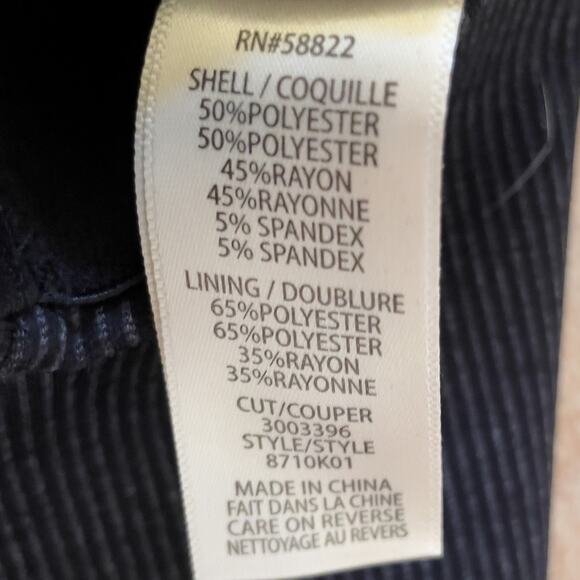 RN#58822
SHELL / COQUILLE
50%POLYESTER
50%POLYESTER
45%RAYON
45%RAYONNE
5% SPANDEX
5% SPANDEX
LINING / DOUBLURE
65%POLYESTER
65%POLYESTER
35%RAYON
35%RAYONNE
CUT/COUPER
3003396
STYLE/STYLE
8710K01
MADE IN CHINA
FAIT DANS LA CHINE
CARE ON REVERSE
NETTOYAGE AU REVERS